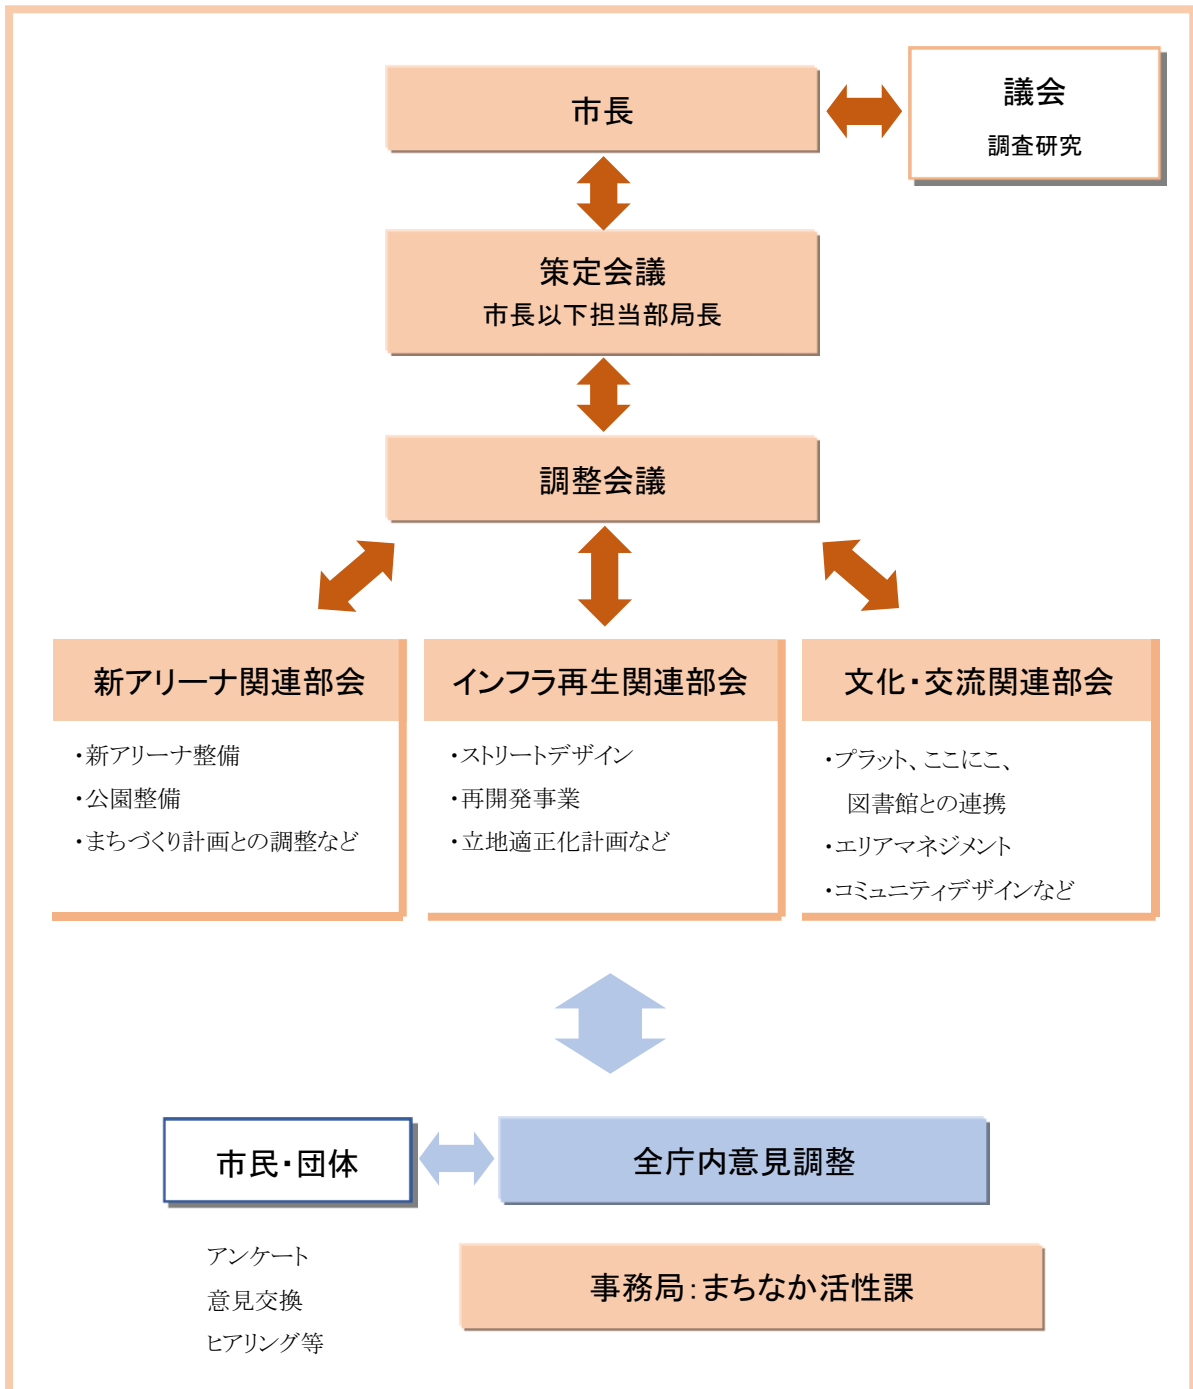 市長
議会
調査研究
策定会議
市長以下担当部局長
調整会議
新アリーナ関連部会
・新アリーナ整備
・公園整備
・まちづくり計画との調整など
インフラ再生関連部会
・ストリートデザイン
・再開発事業
・立地適正化計画など
文化・交流関連部会
・プラット、ここにこ、
図書館との連携
・エリアマネジメント
・コミュニティデザインなど
市民・団体
全庁内意見調整
アンケート
意見交換
ヒアリング等
事務局：まちなか活性課